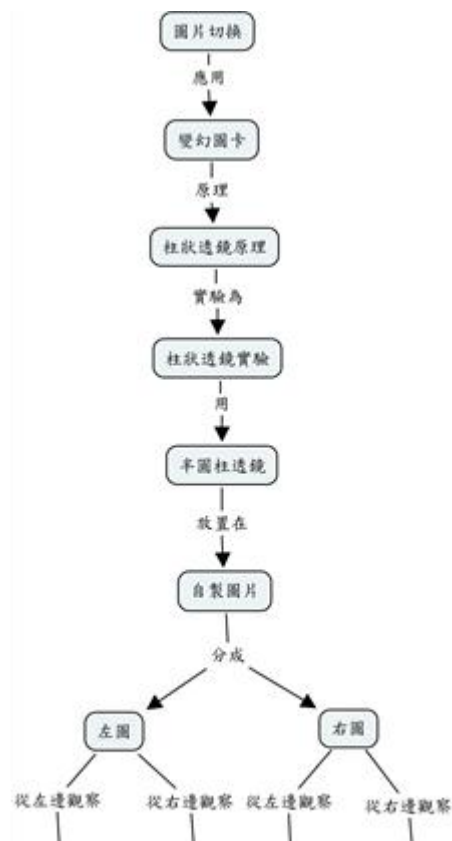 圖片切換
應用
變幻圖卡
原理
柱狀透鏡原理
實驗為
柱狀透鏡實驗
用
半圓柱透鏡
放置在
自製圖片
分成
左圖
右圖
從左邊觀察
從右邊觀察
從左邊觀察
從右邊觀察